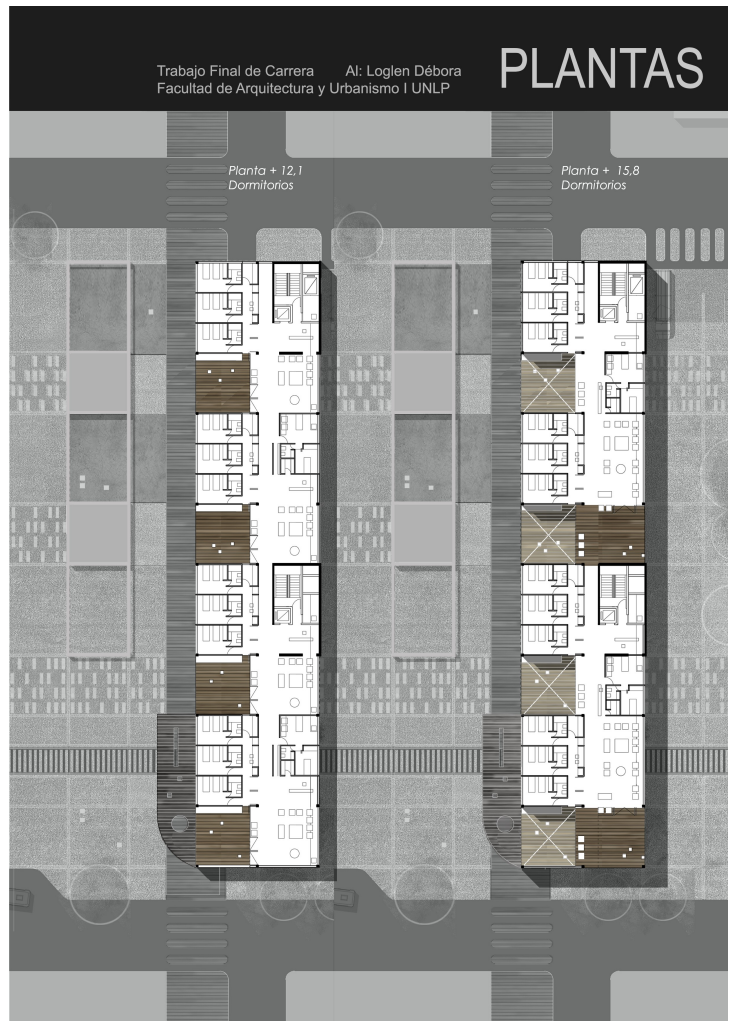 Trabajo Final de Carrera Al: Loglen Débora
Facultad de Arquitectura y Urbanismo I UNLP
PLANTAS
Planta + 12,1
Dormitorios
Planta + 15,8
Dormitorios